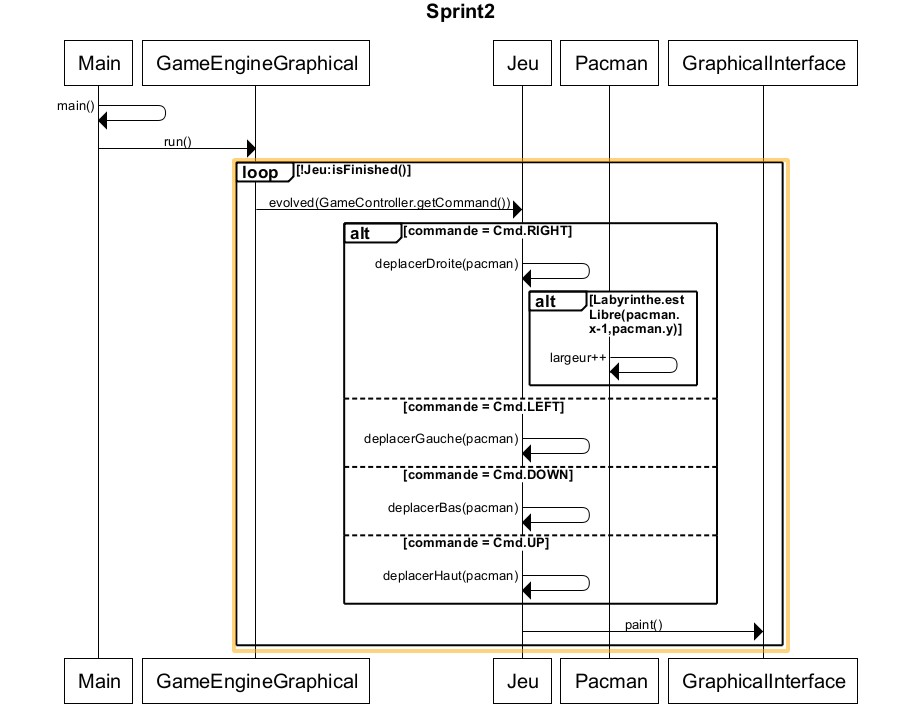 Sprint2
Main GameEngineGraphical Jeu Pacman GraphicalInterface
main()
run()
loop [!Jeu:isFinished()]
evolved(GameController.getCommand())
alt [commande = Cmd.RIGHT]
deplacerDroite(pacman)
alt [Labyrinthe.est
Libre(pacman.
x-1,pacman.y)]
largeur++
[commande = Cmd.LEFT]
deplacerGauche(pacman)
[commande = Cmd.DOWN]
deplacerBas(pacman)
[commande = Cmd.UP]
deplacerHaut(pacman)
paint()
Main GameEngineGraphical Jeu Pacman GraphicalInterface